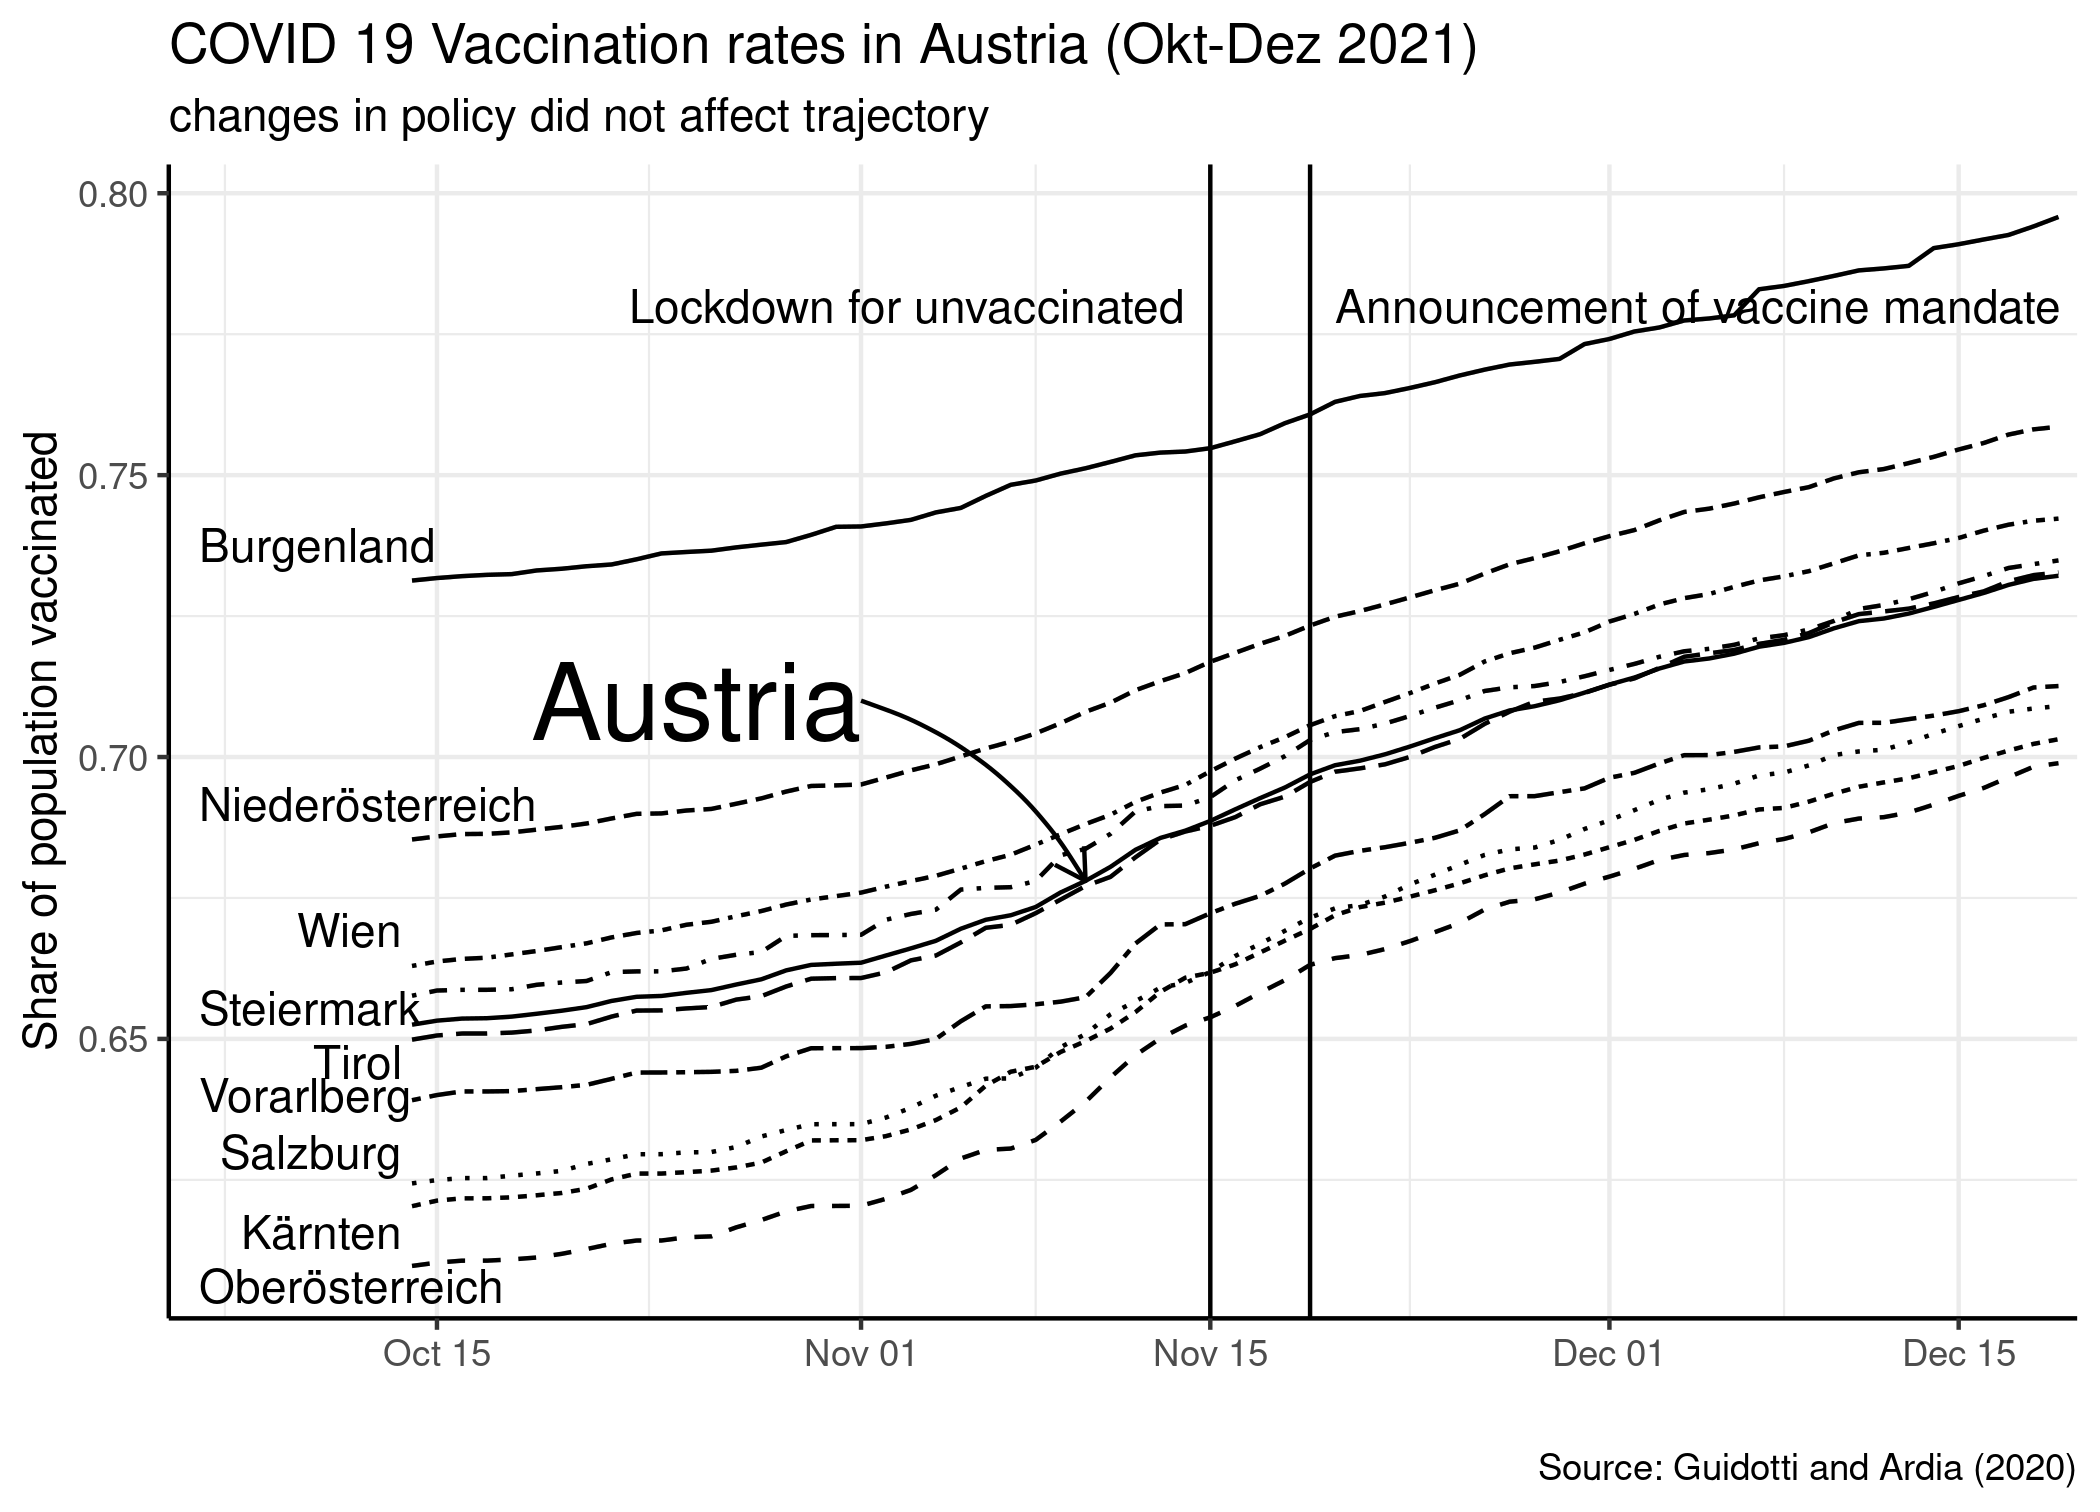 COVID 19 Vaccination rates in Austria (Okt-Dez 2021)
changes in policy did not affect trajectory
Share of population vaccinated
0.80
0.75
0.70
0.65
Lockdown for unvaccinated
Announcement of vaccine mandate
Burgenland
Austria
Niederösterreich
Wien
Steiermark
Tirol
Vorarlberg
Salzburg
Kärnten
Oberösterreich
Oct 15
Nov 01
Nov 15
Dec 01
Dec 15
Source: Guidotti and Ardia (2020)